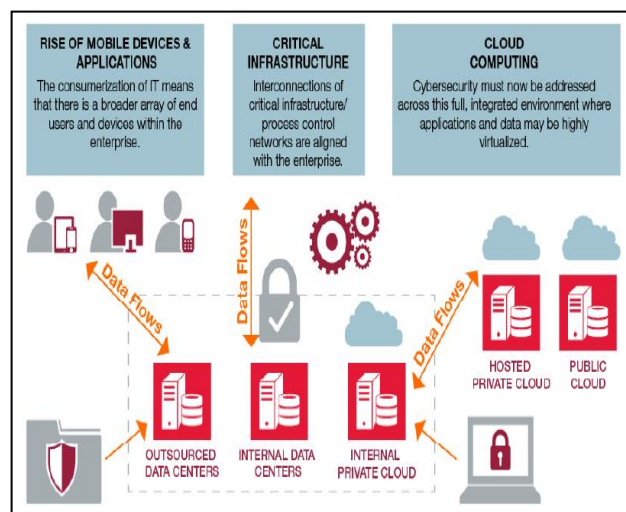 RISE OF MOBILE DEVICES &
APPLICATIONS
The consumerization of IT means
that there is a broader array of end
users and devices within the
enterprise.
CRITICAL
INFRASTRUCTURE
Interconnections of
critical infrastructure/
process control
networks are aligned
with the enterprise.
CLOUD
COMPUTING
Cybersecurity must now be addressed
across this full, integrated environment where
applications and data may be highly
virtualized.
Data Flows
Data Flows
Data Flows
HOSTED
PRIVATE CLOUD
PUBLIC
CLOUD
OUTSOURCED
DATA CENTERS
INTERNAL DATA
CENTERS
INTERNAL
PRIVATE CLOUD